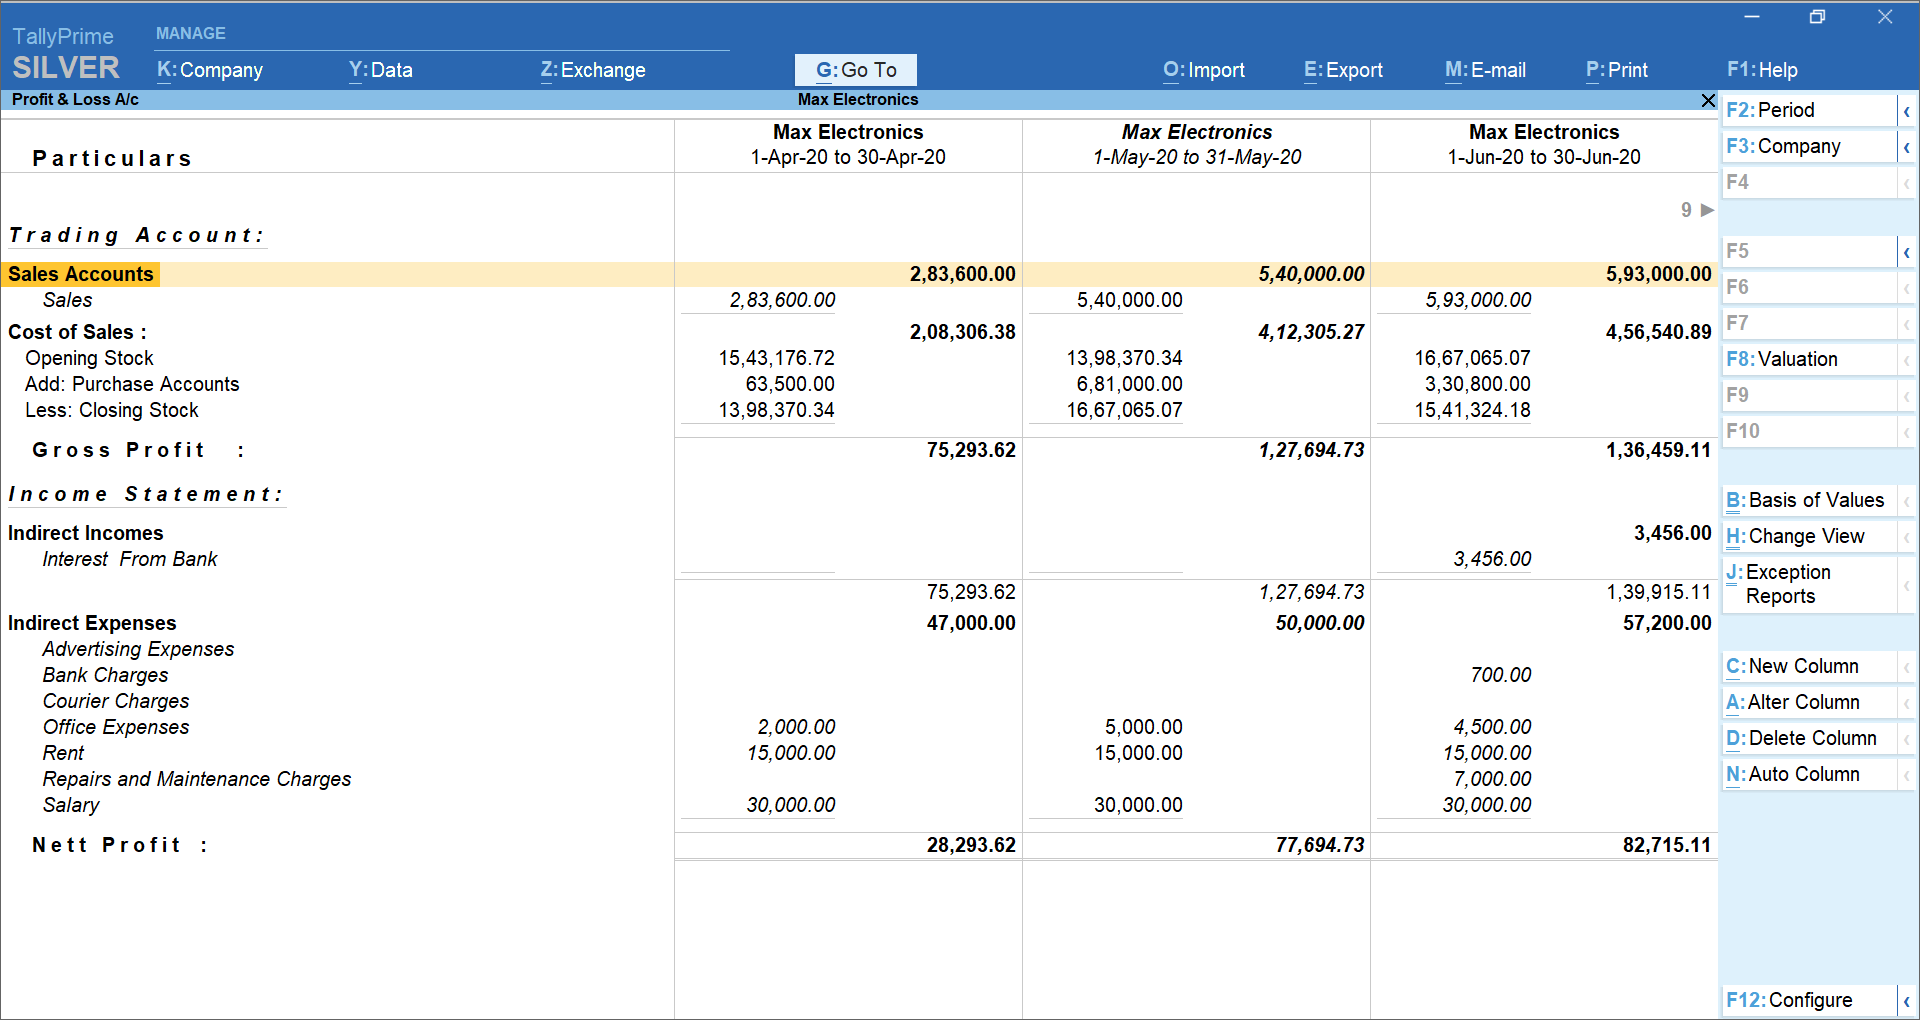 TallyPrime
SILVER
MANAGE
K:Company Y:Data Z:Exchange G:Go To O:Import E:Export M:E-mail P:Print F1:Help
Profit & Loss A/c Max Electronics
Particulars
Max Electronics Max Electronics Max Electronics
1-Apr-20 to 30-Apr-20 1-May-20 to 31-May-20 1-Jun-20 to 30-Jun-20
9
Trading Account:
Sales Accounts 2,83,600.00 5,40,000.00 5,93,000.00
Sales 2,83,600.00 5,40,000.00 5,93,000.00
Cost of Sales : 2,08,306.38 4,12,305.27 4,56,540.89
Opening Stock 15,43,176.72 13,98,370.34 16,67,065.07
Add: Purchase Accounts 63,500.00 6,81,000.00 3,30,800.00
Less: Closing Stock 13,98,370.34 16,67,065.07 15,41,324.18
Gross Profit : 75,293.62 1,27,694.73 1,36,459.11
Income Statement:
Indirect Incomes 3,456.00
Interest From Bank 3,456.00
75,293.62 1,27,694.73 1,39,915.11
Indirect Expenses 47,000.00 50,000.00 57,200.00
Advertising Expenses
Bank Charges 700.00
Courier Charges
Office Expenses 2,000.00 5,000.00 4,500.00
Rent 15,000.00 15,000.00 15,000.00
Repairs and Maintenance Charges 7,000.00
Salary 30,000.00 30,000.00 30,000.00
Nett Profit : 28,293.62 77,694.73 82,715.11
F2:Period
F3:Company
F4
F5
F6
F7
F8:Valuation
F9
F10
B:Basis of Values
H:Change View
J:Exception
Reports
C:New Column
A:Alter Column
D:Delete Column
N:Auto Column
F12:Configure